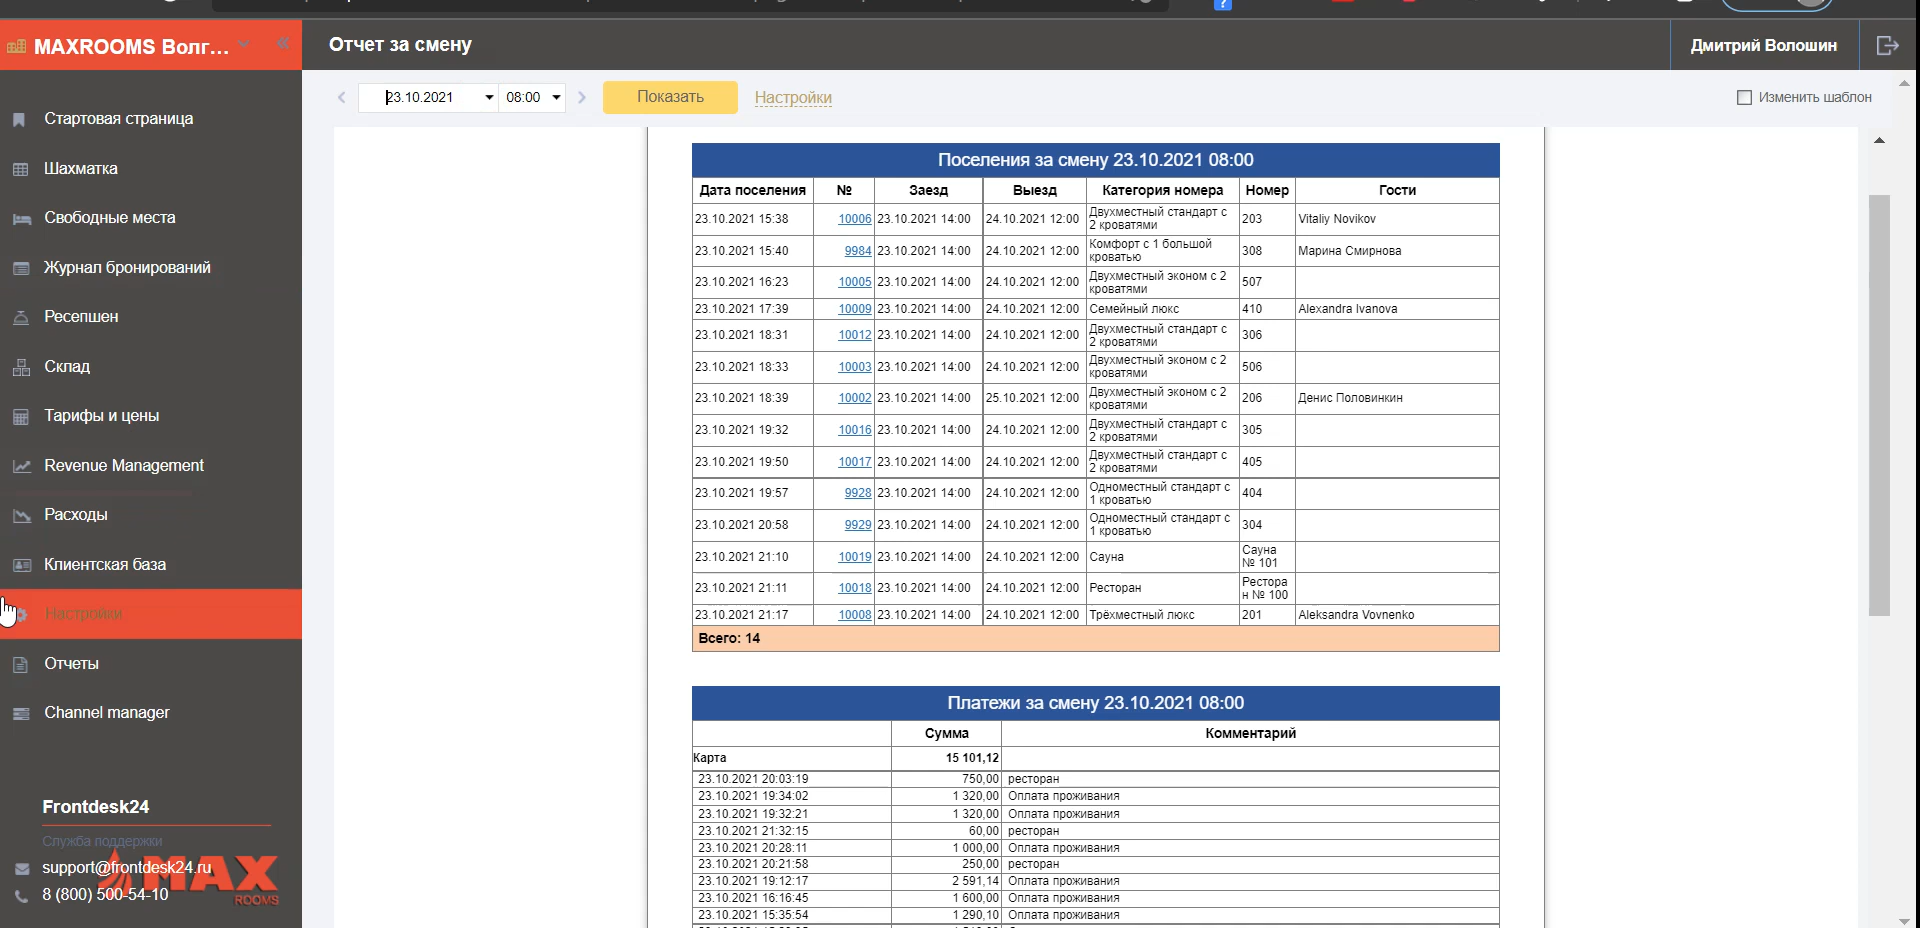 MAXROOMS Волг...
Отчет за смену
Дмитрий Волошин
Стартовая страница
Шахматка
Свободные места
Журнал бронирований
Ресепшен
Склад
Тарифы и цены
Revenue Management
Расходы
Клиентская база
Настройки
Отчеты
Channel manager
Frontdesk24
Служба поддержки
support@frontdesk24.ru
8 (800) 500-54-10
MAX
ROOMS
23.10.2021 08:00 Показать Настройки Изменить шаблон
Поселения за смену 23.10.2021 08:00
Дата поселения № Заезд Выезд Категория номера Номер Гости
23.10.2021 15:38 10006 23.10.2021 14:00 24.10.2021 12:00 Двухместный стандарт с 203 Vitaliy Novikov
2 кроватями
23.10.2021 15:40 9984 23.10.2021 14:00 24.10.2021 12:00 Комфорт с 1 большой 308 Марина Смирнова
кроватью
23.10.2021 16:23 10005 23.10.2021 14:00 24.10.2021 12:00 Двухместный эконом с 2 507
кроватями
23.10.2021 17:39 10009 23.10.2021 14:00 24.10.2021 12:00 Семейный люкс 410 Alexandra Ivanova
23.10.2021 18:31 10012 23.10.2021 14:00 24.10.2021 12:00 Двухместный стандарт с 306
2 кроватями
23.10.2021 18:33 10003 23.10.2021 14:00 24.10.2021 12:00 Двухместный эконом с 2 506
кроватями
23.10.2021 18:39 10002 23.10.2021 14:00 25.10.2021 12:00 Двухместный эконом с 2 206 Денис Половинкин
кроватями
23.10.2021 19:32 10016 23.10.2021 14:00 24.10.2021 12:00 Двухместный стандарт с 305
2 кроватями
23.10.2021 19:50 10017 23.10.2021 14:00 24.10.2021 12:00 Двухместный стандарт с 405
2 кроватями
23.10.2021 19:57 9928 23.10.2021 14:00 24.10.2021 12:00 Одноместный стандарт с 404
1 кроватью
23.10.2021 20:58 9929 23.10.2021 14:00 24.10.2021 12:00 Одноместный стандарт с 304
1 кроватью
23.10.2021 21:10 10019 23.10.2021 14:00 24.10.2021 12:00 Сауна Сауна
№ 101
23.10.2021 21:11 10018 23.10.2021 14:00 24.10.2021 12:00 Ресторан Рестора
н № 100
23.10.2021 21:17 10008 23.10.2021 14:00 24.10.2021 12:00 Трёхместный люкс 201 Aleksandra Vovnenko
Всего: 14
Платежи за смену 23.10.2021 08:00
Сумма Комментарий
Карта 15 101,12
23.10.2021 20:03:19 750,00 ресторан
23.10.2021 19:34:02 1 320,00 Оплата проживания
23.10.2021 19:32:21 1 320,00 Оплата проживания
23.10.2021 21:32:15 60,00 ресторан
23.10.2021 20:28:11 1 000,00 Оплата проживания
23.10.2021 20:21:58 250,00 ресторан
23.10.2021 19:12:17 2 591,14 Оплата проживания
23.10.2021 16:16:45 1 600,00 Оплата проживания
23.10.2021 15:35:54 1 290,10 Оплата проживания